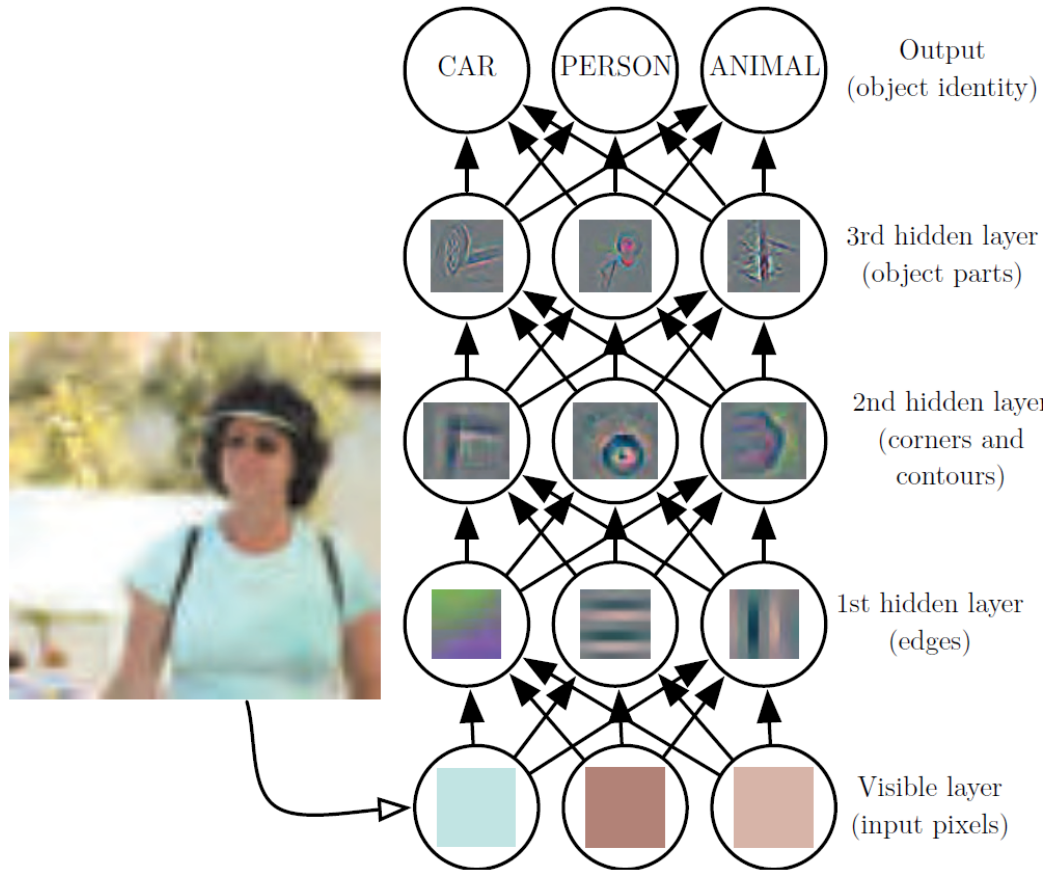 CAR PERSON ANIMAL
Output
(object identity)
3rd hidden layer
(object parts)
2nd hidden layer
(corners and
contours)
1st hidden layer
(edges)
Visible layer
(input pixels)